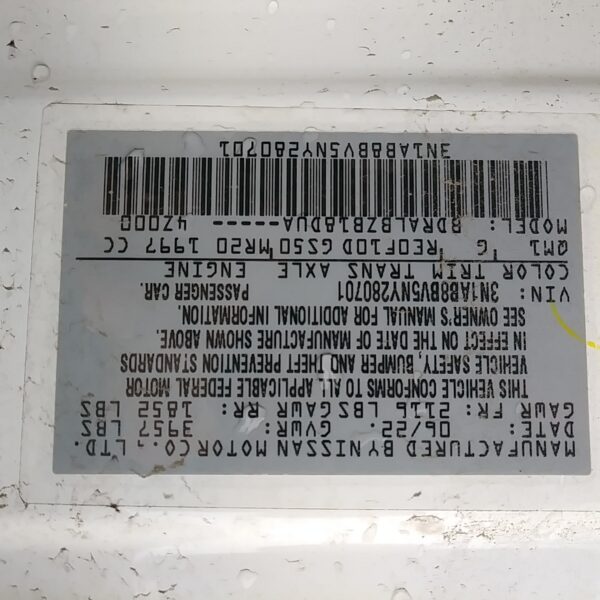 MANUFACTURED BY NISSAN MOTOR CO., LTD.
DATE: 06/22. GVWR: 3957 LBS
GAWR FR: 2116 LBS GAWR RR: 1852 LBS
THIS VEHICLE CONFORMS TO ALL APPLICABLE FEDERAL MOTOR
VEHICLE SAFETY, BUMPER AND THEFT PREVENTION STANDARDS
IN EFFECT ON THE DATE OF MANUFACTURE SHOWN ABOVE.
SEE OWNER'S MANUAL FOR ADDITIONAL INFORMATION.
VIN: 3N1AB8BV5NY280701 PASSENGER CAR.
COLOR TRIM TRANS AXLE ENGINE
QM1 'G 'RE0F10D GS50'MR20 1997 CC
MODEL: BDRALBZB18DUA------ 4Z000
3N1AB8BV5NY280701